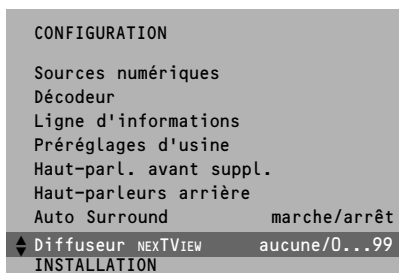 CONFIGURATION
Sources numériques
Décodeur
Ligne d'informations
Préréglages d'usine
Haut-parl. avant suppl.
Haut-parleurs arrière
Auto Surround marche/arrêt
Diffuseur NEXTVIEW aucune/0...99
INSTALLATION